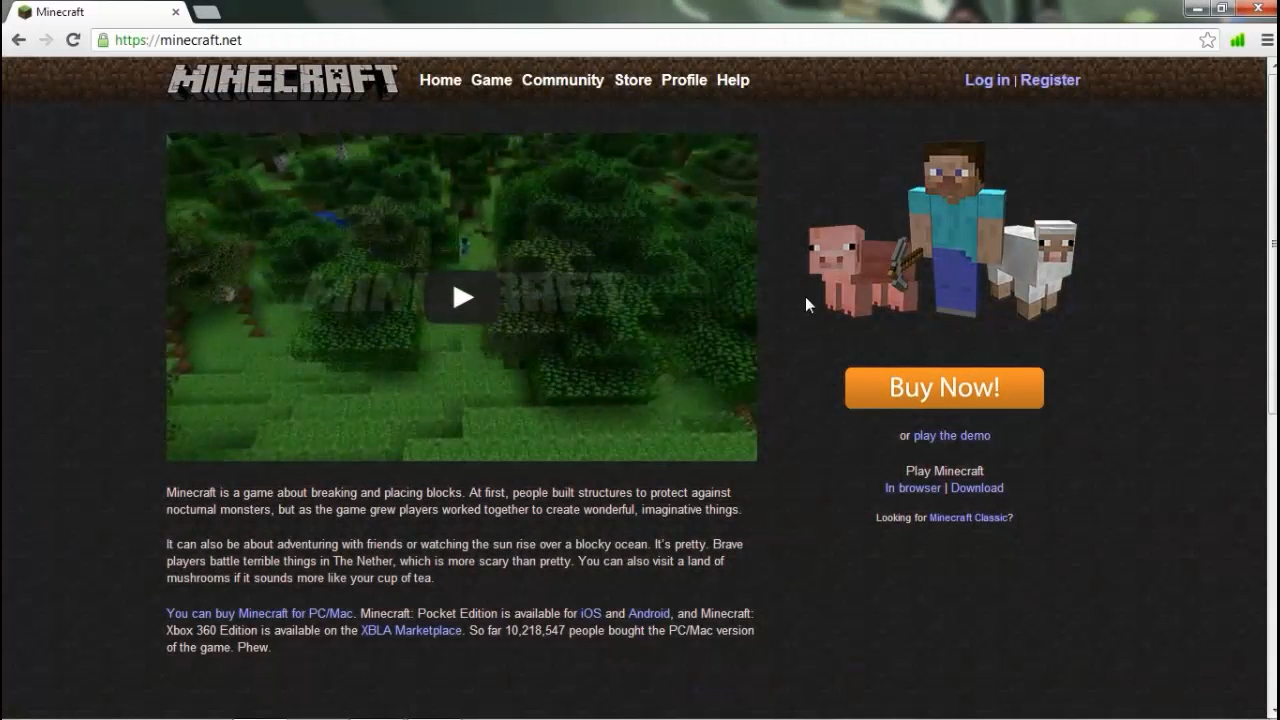 Minecraft
https://minecraft.net
MINECRAFT Home Game Community Store Profile Help Log in | Register
MINECRAFT
Buy Now!
or play the demo
Play Minecraft
In browser | Download
Looking for Minecraft Classic?
Minecraft is a game about breaking and placing blocks. At first, people built structures to protect against
nocturnal monsters, but as the game grew players worked together to create wonderful, imaginative things.
It can also be about adventuring with friends or watching the sun rise over a blocky ocean. It's pretty. Brave
players battle terrible things in The Nether, which is more scary than pretty. You can also visit a land of
mushrooms if it sounds more like your cup of tea.
You can buy Minecraft for PC/Mac. Minecraft: Pocket Edition is available for iOS and Android, and Minecraft:
Xbox 360 Edition is available on the XBLA Marketplace. So far 10,218,547 people bought the PC/Mac version
of the game. Phew.